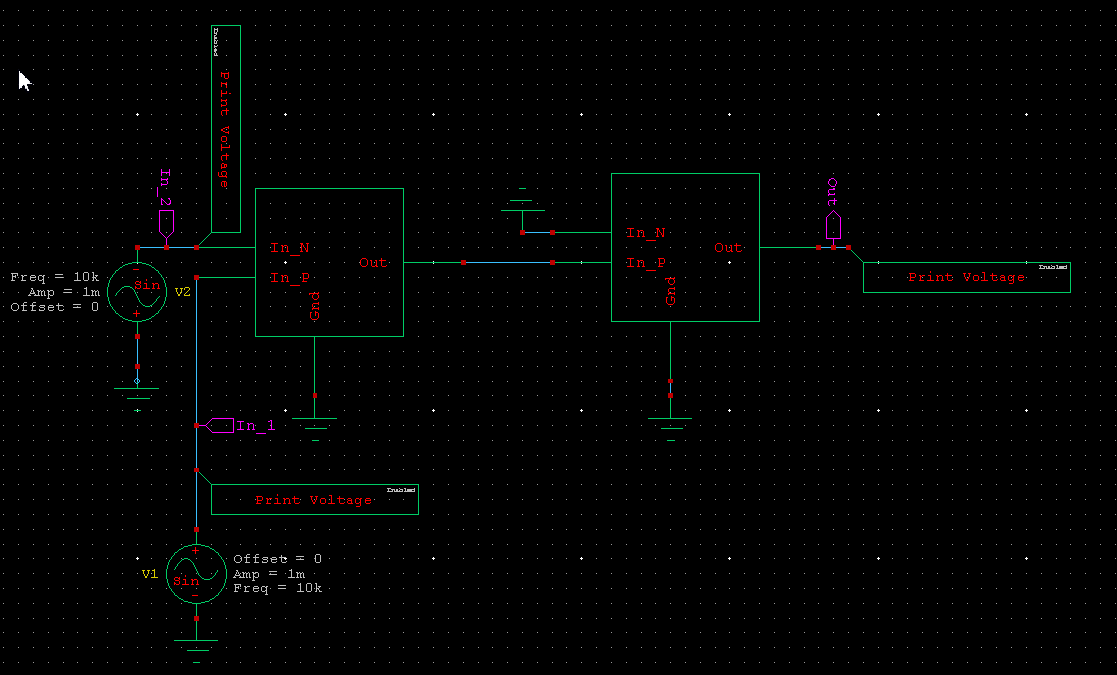 Enabled
Print Voltage
In_2
In_N
In_P
Out
Gnd
Freq = 10k
Amp = 1m
Offset = 0
Sin
V2
In_N
In_P
Out
Gnd
Out
Enabled
Print Voltage
In_1
Enabled
Print Voltage
V1
Sin
Offset = 0
Amp = 1m
Freq = 10k